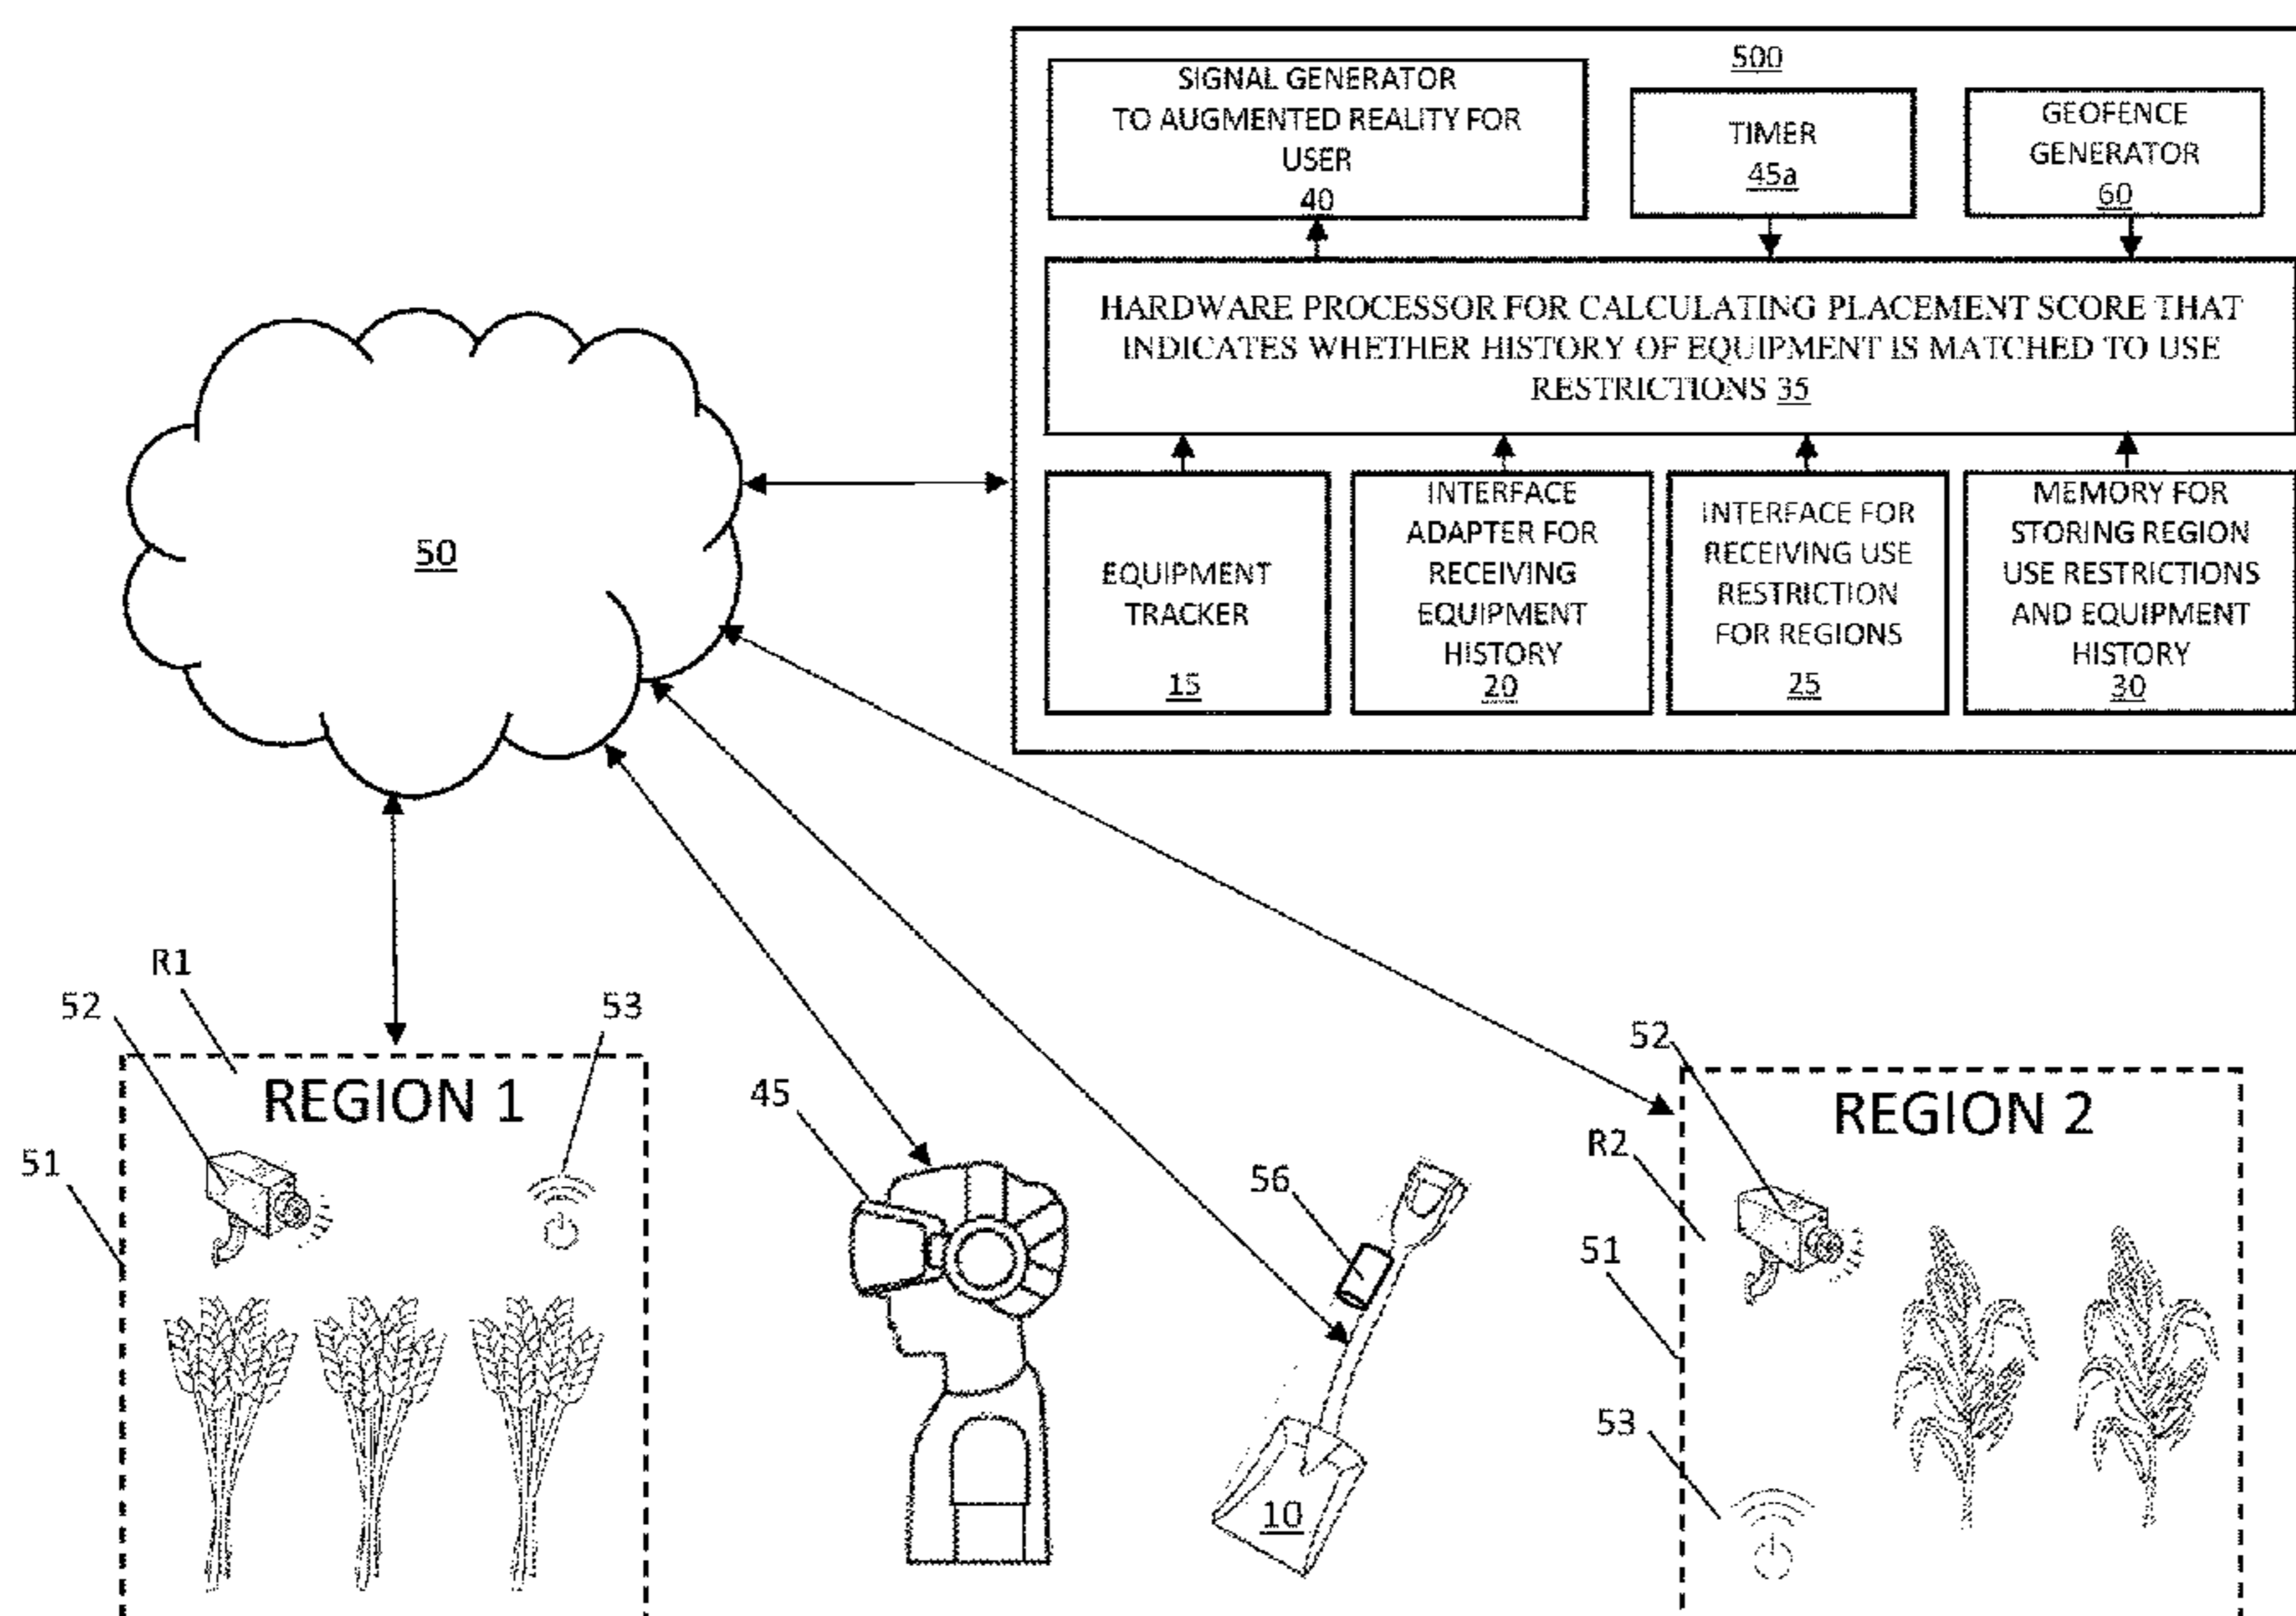 500
SIGNAL GENERATOR
TO AUGMENTED REALITY FOR
USER
40
TIMER
45a
GEOFENCE
GENERATOR
60
HARDWARE PROCESSOR FOR CALCULATING PLACEMENT SCORE THAT
INDICATES WHETHER HISTORY OF EQUIPMENT IS MATCHED TO USE
RESTRICTIONS 35
EQUIPMENT
TRACKER
15
INTERFACE
ADAPTER FOR
RECEIVING
EQUIPMENT
HISTORY
20
INTERFACE FOR
RECEIVING USE
RESTRICTION
FOR REGIONS
25
MEMORY FOR
STORING REGION
USE RESTRICTIONS
AND EQUIPMENT
HISTORY
30
50
R1
52
53
REGION 1
51
45
56
10
52
REGION 2
R2
51
53